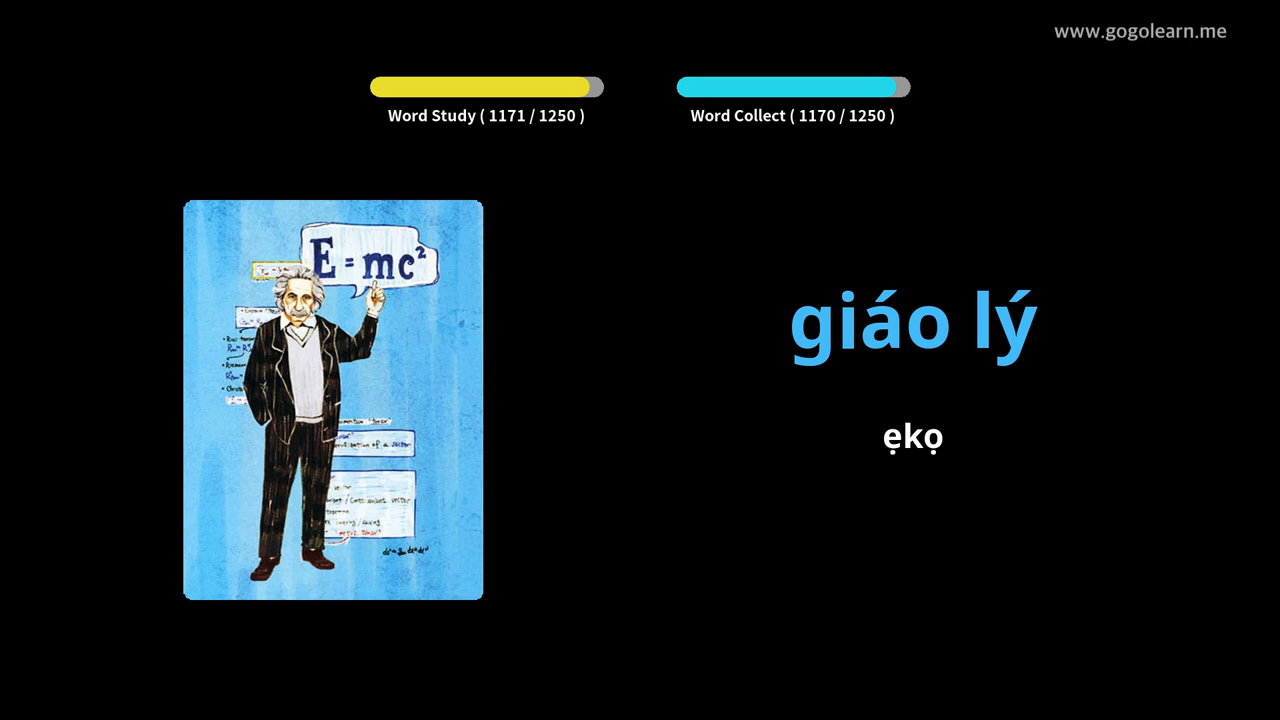 www.gogolearn.me
Word Study ( 1171 / 1250 )
Word Collect ( 1170 / 1250 )
E = mc²
giáo lý
ẹkọ